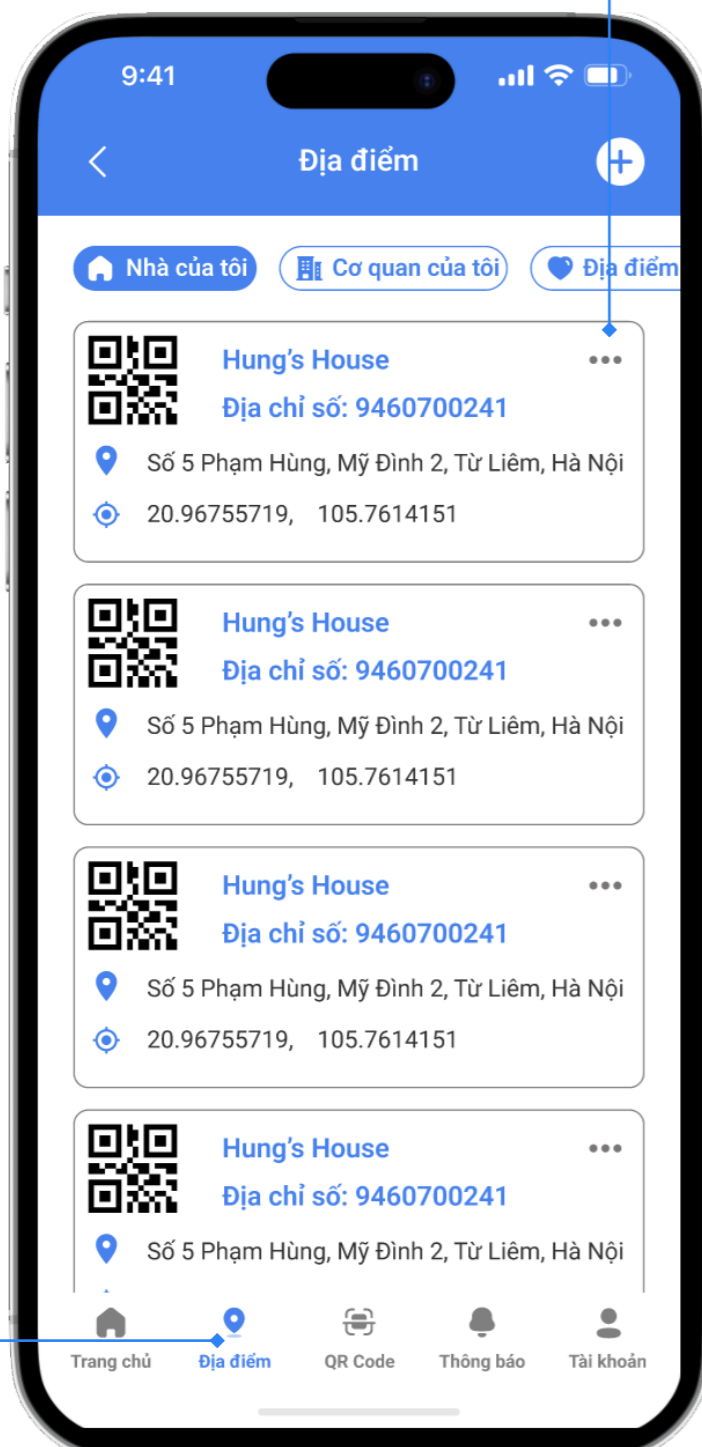 9:41
Địa điểm
Nhà của tôi
Cơ quan của tôi
Địa điểm
Hung's House
Địa chỉ số: 9460700241
Số 5 Phạm Hùng, Mỹ Đình 2, Từ Liêm, Hà Nội
20.96755719, 105.7614151
Hung's House
Địa chỉ số: 9460700241
Số 5 Phạm Hùng, Mỹ Đình 2, Từ Liêm, Hà Nội
20.96755719, 105.7614151
Hung's House
Địa chỉ số: 9460700241
Số 5 Phạm Hùng, Mỹ Đình 2, Từ Liêm, Hà Nội
20.96755719, 105.7614151
Hung's House
Địa chỉ số: 9460700241
Số 5 Phạm Hùng, Mỹ Đình 2, Từ Liêm, Hà Nội
Trang chủ
Địa điểm
QR Code
Thông báo
Tài khoản